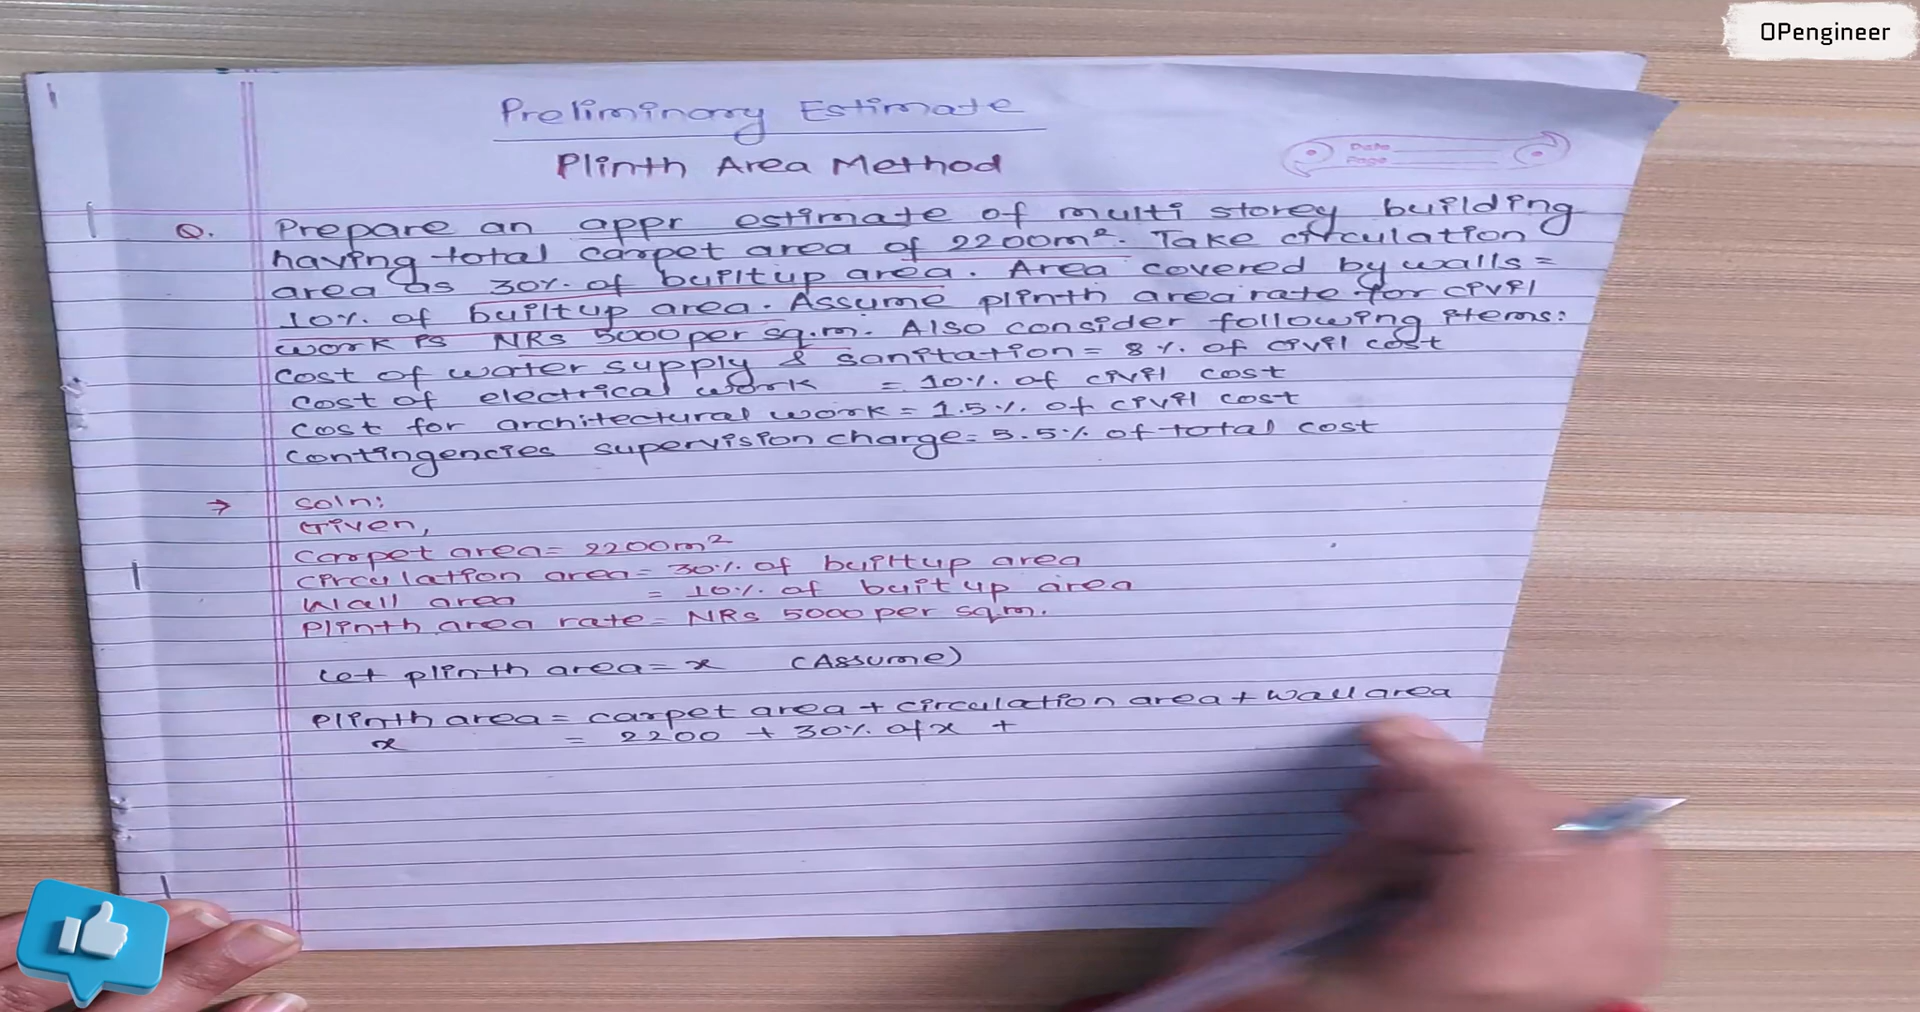 OPengineer
Preliminary Estimate
Plinth Area Method
Date
Page
Q. Prepare an appr estimate of multi storey building
having total carpet area of 2200m². Take circulation
area as 30% of builtup area. Area covered by walls =
10% of builtup area. Assume plinth area rate for civil
work is NRs 5000 per sq.m. Also consider following items:
Cost of water supply & sanitation = 8 % of civil cost
Cost of electrical work = 10% of civil cost
Cost for architectural work = 1.5% of civil cost
Contingencies supervision charge = 5.5% of total cost
→ Soln:
Given,
Carpet area = 2200m²
Circulation area = 30% of builtup area
Wall area = 10% of buitup area
Plinth area rate = NRs 5000 per sq.m.
Let plinth area = x (Assume)
Plinth area = carpet area + circulation area + wall area
x = 2200 + 30% of x +